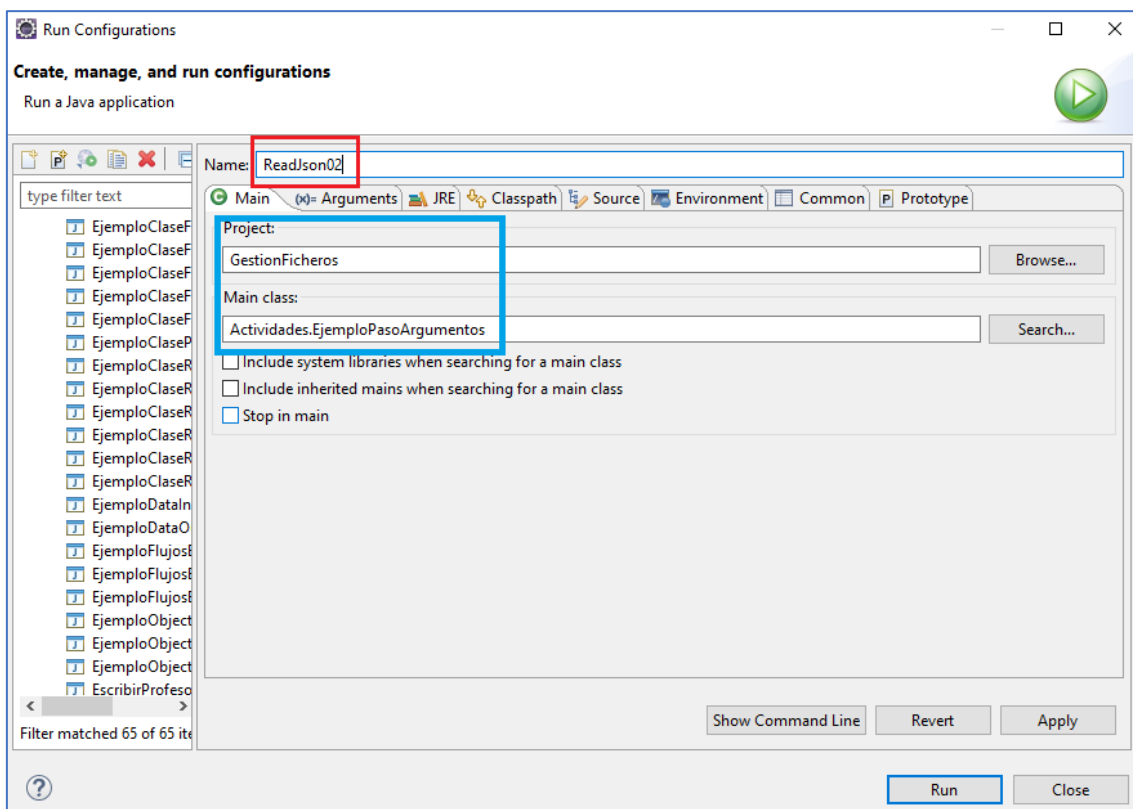 Run Configurations
Create, manage, and run configurations
Run a Java application
Name: ReadJson02
type filter text
Main (x)= Arguments JRE Classpath Source Environment Common P Prototype
EjemploClaseF
EjemploClaseF
EjemploClaseF
EjemploClaseF
EjemploClaseF
EjemploClaseP
EjemploClaseR
EjemploClaseR
EjemploClaseR
EjemploClaseR
EjemploClaseR
EjemploClaseR
EjemploDataIn
EjemploDataO
EjemploFlujosE
EjemploFlujosE
EjemploFlujosE
EjemploObject
EjemploObject
EjemploObject
EscribirProfeso
Filter matched 65 of 65 ite
Project:
GestionFicheros
Browse...
Main class:
Actividades.EjemploPasoArgumentos
Search...
Include system libraries when searching for a main class
Include inherited mains when searching for a main class
Stop in main
Show Command Line Revert Apply
? Run Close